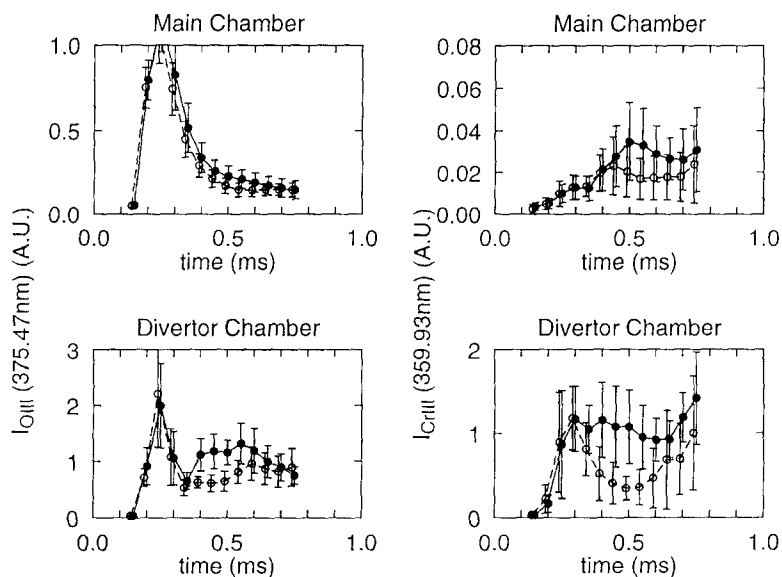 Main Chamber
1.0
0.5
0.0
0.0 0.5 1.0
time (ms)
Main Chamber
0.08
0.06
0.04
0.02
0.00
0.0 0.5 1.0
time (ms)
Divertor Chamber
3
2
1
0
0.0 0.5 1.0
time (ms)
Divertor Chamber
2
1
0
0.0 0.5 1.0
time (ms)
I_OIII (375.47nm) (A.U.)
I_CrIII (359.93nm) (A.U.)